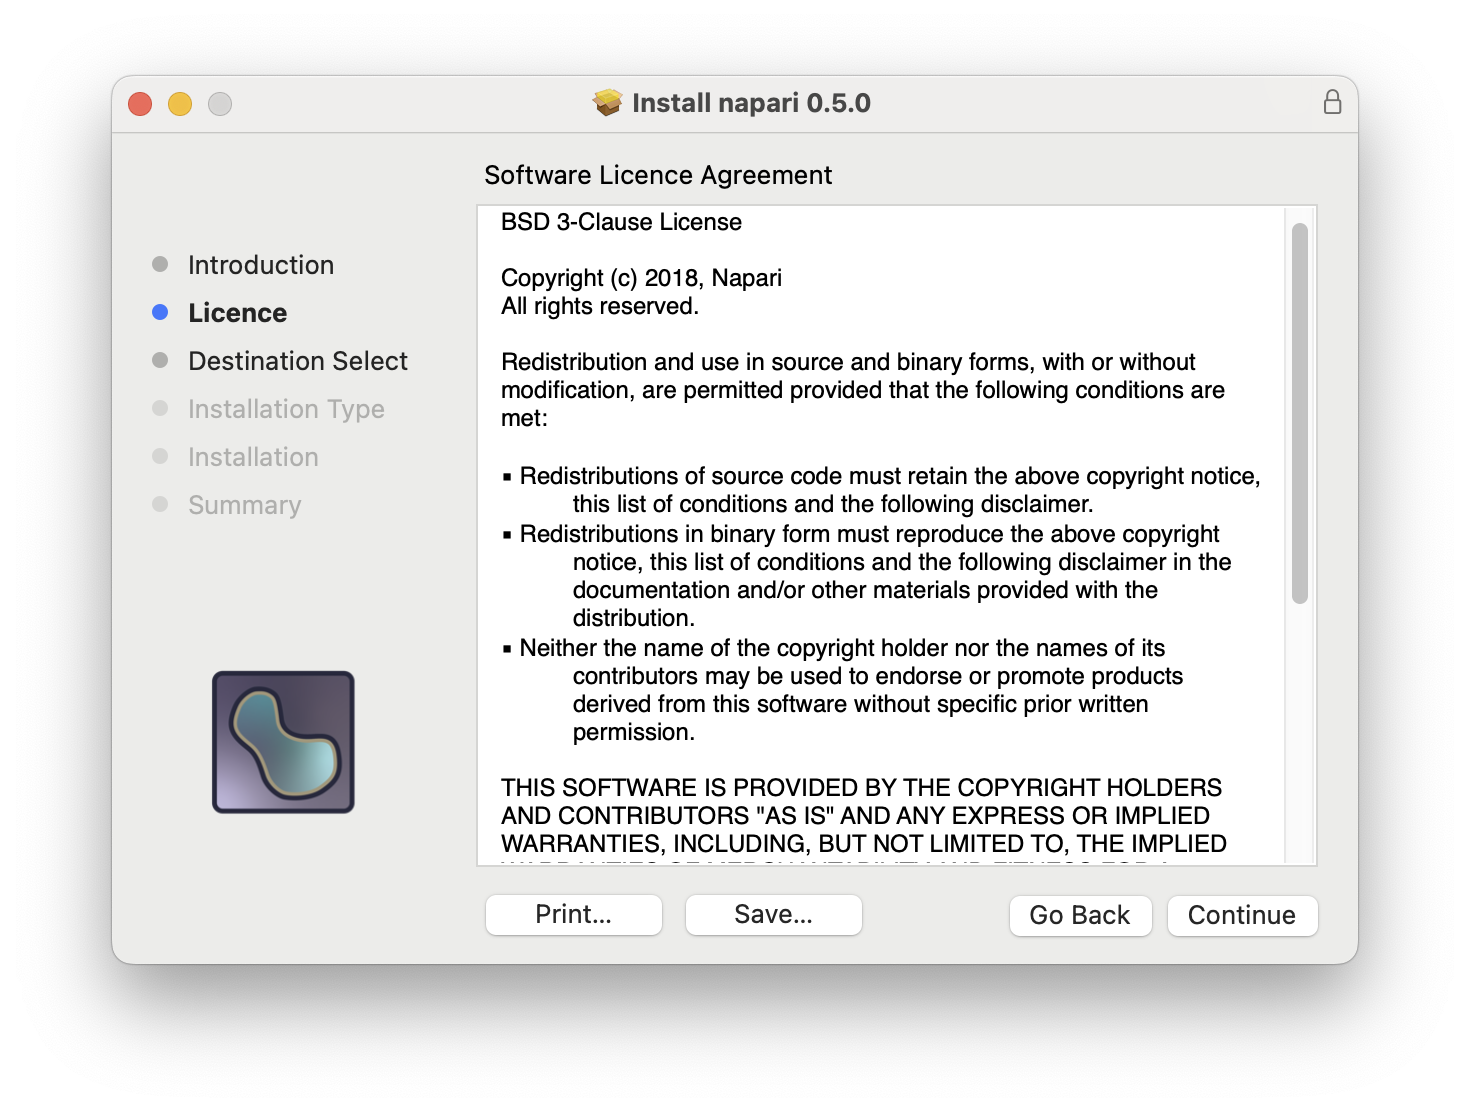 Install napari 0.5.0
Software Licence Agreement
Introduction
Licence
Destination Select
Installation Type
Installation
Summary
BSD 3-Clause License
Copyright (c) 2018, Napari
All rights reserved.
Redistribution and use in source and binary forms, with or without
modification, are permitted provided that the following conditions are
met:
▪ Redistributions of source code must retain the above copyright notice,
this list of conditions and the following disclaimer.
▪ Redistributions in binary form must reproduce the above copyright
notice, this list of conditions and the following disclaimer in the
documentation and/or other materials provided with the
distribution.
▪ Neither the name of the copyright holder nor the names of its
contributors may be used to endorse or promote products
derived from this software without specific prior written
permission.
THIS SOFTWARE IS PROVIDED BY THE COPYRIGHT HOLDERS
AND CONTRIBUTORS "AS IS" AND ANY EXPRESS OR IMPLIED
WARRANTIES, INCLUDING, BUT NOT LIMITED TO, THE IMPLIED
Print...
Save...
Go Back
Continue